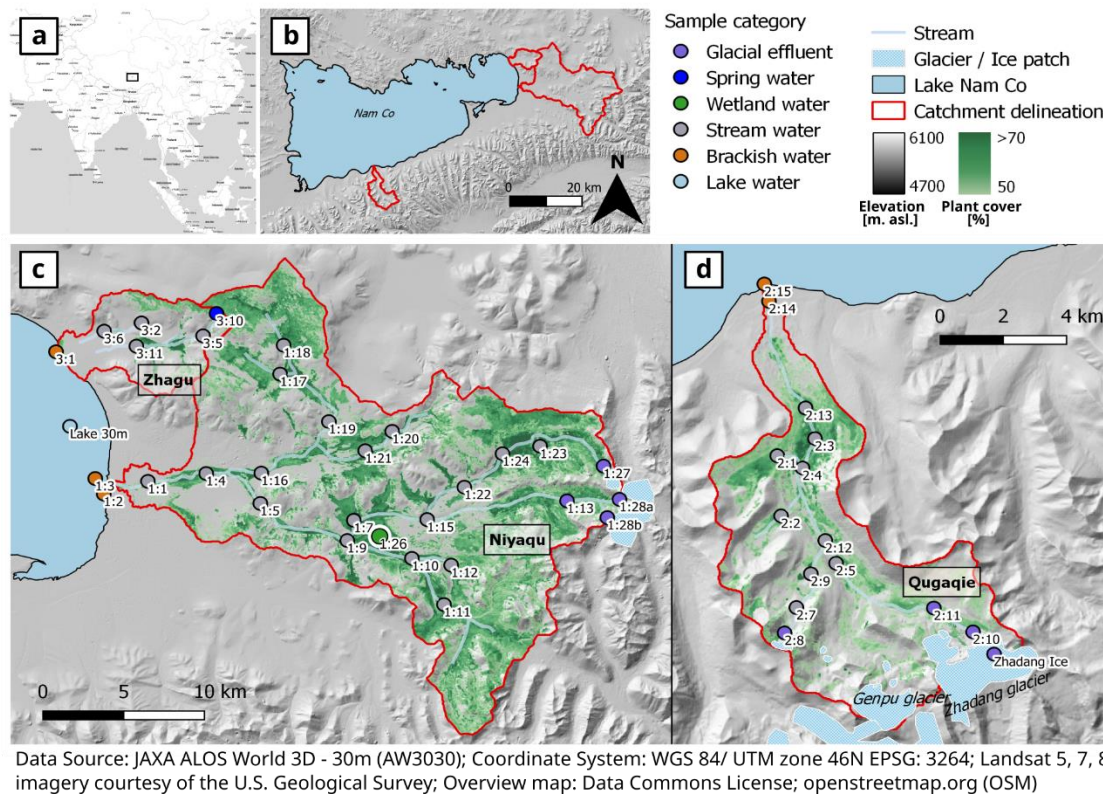 a
b
Nam Co
N
0
20 km
Sample category
Glacial effluent
Spring water
Wetland water
Stream water
Brackish water
Lake water
Stream
Glacier / Ice patch
Lake Nam Co
Catchment delineation
6100
4700
Elevation
[m. asl.]
>70
50
Plant cover
[%]
c
3:10
3:2
3:6
3:5
3:11
3:1
1:18
Zhagu
1:17
1:19
1:20
Lake 30m
1:21
1:23
1:24
1:27
1:3
1:4
1:16
1:1
1:2
1:22
1:13
1:28a
1:5
1:28b
1:7
1:15
1:26
Niyaqu
1:9
1:10
1:12
1:11
0
5
10 km
d
2:15
2:14
0
2
4 km
2:13
2:3
2:1
2:4
2:2
2:12
2:5
2:9
Qugaqie
2:7
2:11
2:8
2:10
Zhadang Ice
Genpu glacier
Zhadang glacier
Data Source: JAXA ALOS World 3D - 30m (AW3030); Coordinate System: WGS 84/ UTM zone 46N EPSG: 3264; Landsat 5, 7, 8
imagery courtesy of the U.S. Geological Survey; Overview map: Data Commons License; openstreetmap.org (OSM)